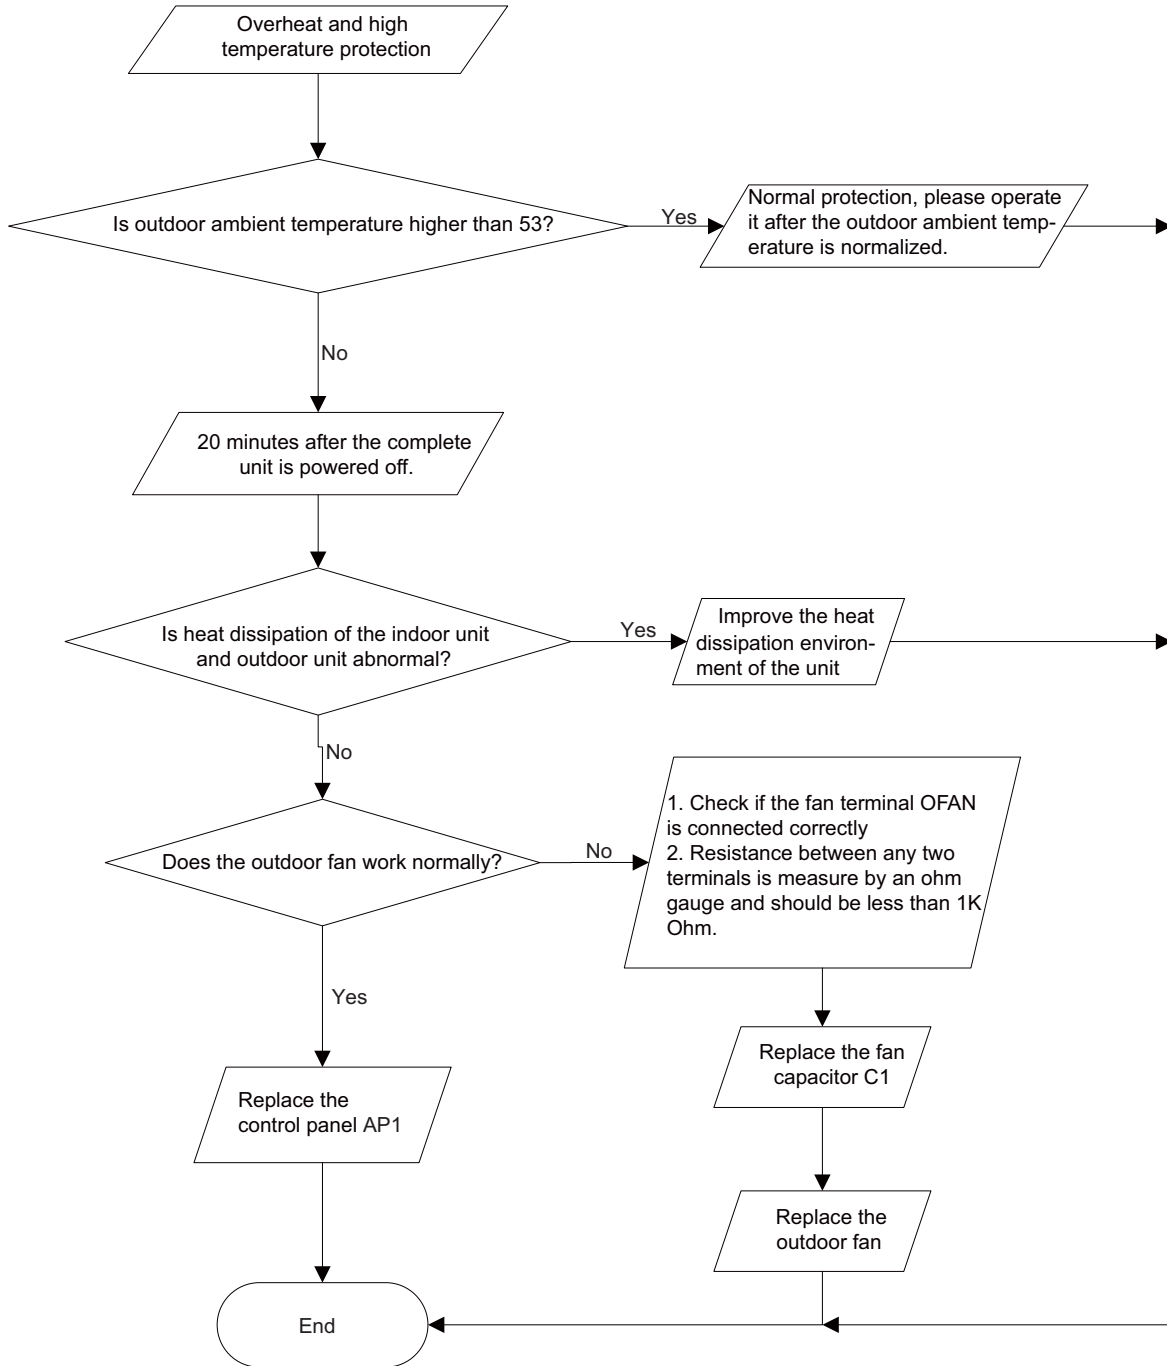 Overheat and high
temperature protection
Is outdoor ambient temperature higher than 53?
Yes
Normal protection, please operate
it after the outdoor ambient temp-
erature is normalized.
No
20 minutes after the complete
unit is powered off.
Is heat dissipation of the indoor unit
and outdoor unit abnormal?
Yes
Improve the heat
dissipation environ-
ment of the unit
No
Does the outdoor fan work normally?
No
1. Check if the fan terminal OFAN
is connected correctly
2. Resistance between any two
terminals is measure by an ohm
gauge and should be less than 1K
Ohm.
Yes
Replace the fan
capacitor C1
Replace the
control panel AP1
Replace the
outdoor fan
End